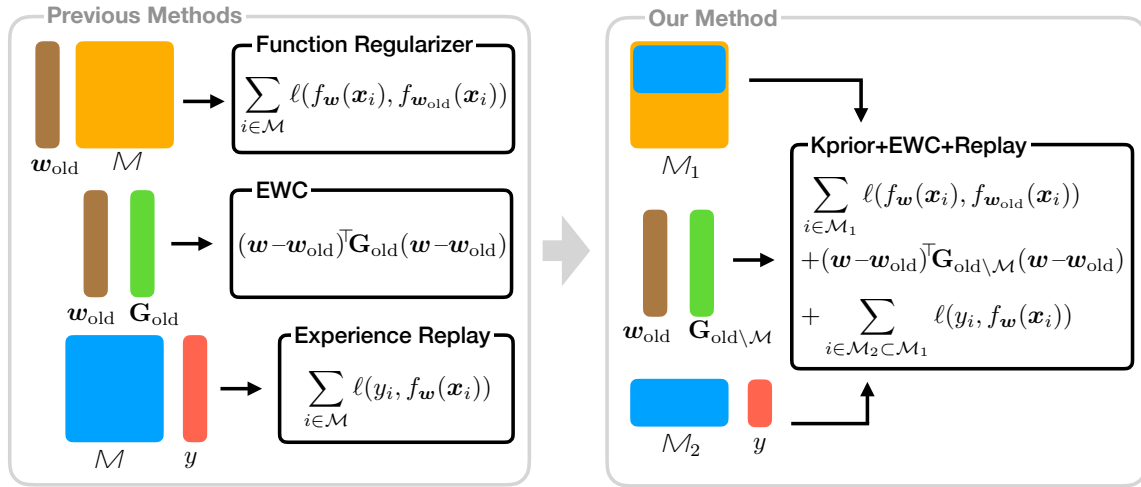 Previous Methods
Function Regularizer
∑_{i∈ℳ} ℓ(f_w(x_i), f_{w_old}(x_i))
w_old
ℳ
EWC
(w−w_old)^⊤ G_old (w−w_old)
w_old
G_old
Experience Replay
∑_{i∈ℳ} ℓ(y_i, f_w(x_i))
ℳ
y
Our Method
ℳ_1
Kprior+EWC+Replay
∑_{i∈ℳ_1} ℓ(f_w(x_i), f_{w_old}(x_i))
+(w−w_old)^⊤ G_{old\ℳ} (w−w_old)
+ ∑_{i∈ℳ_2⊂ℳ_1} ℓ(y_i, f_w(x_i))
w_old
G_{old\ℳ}
ℳ_2
y